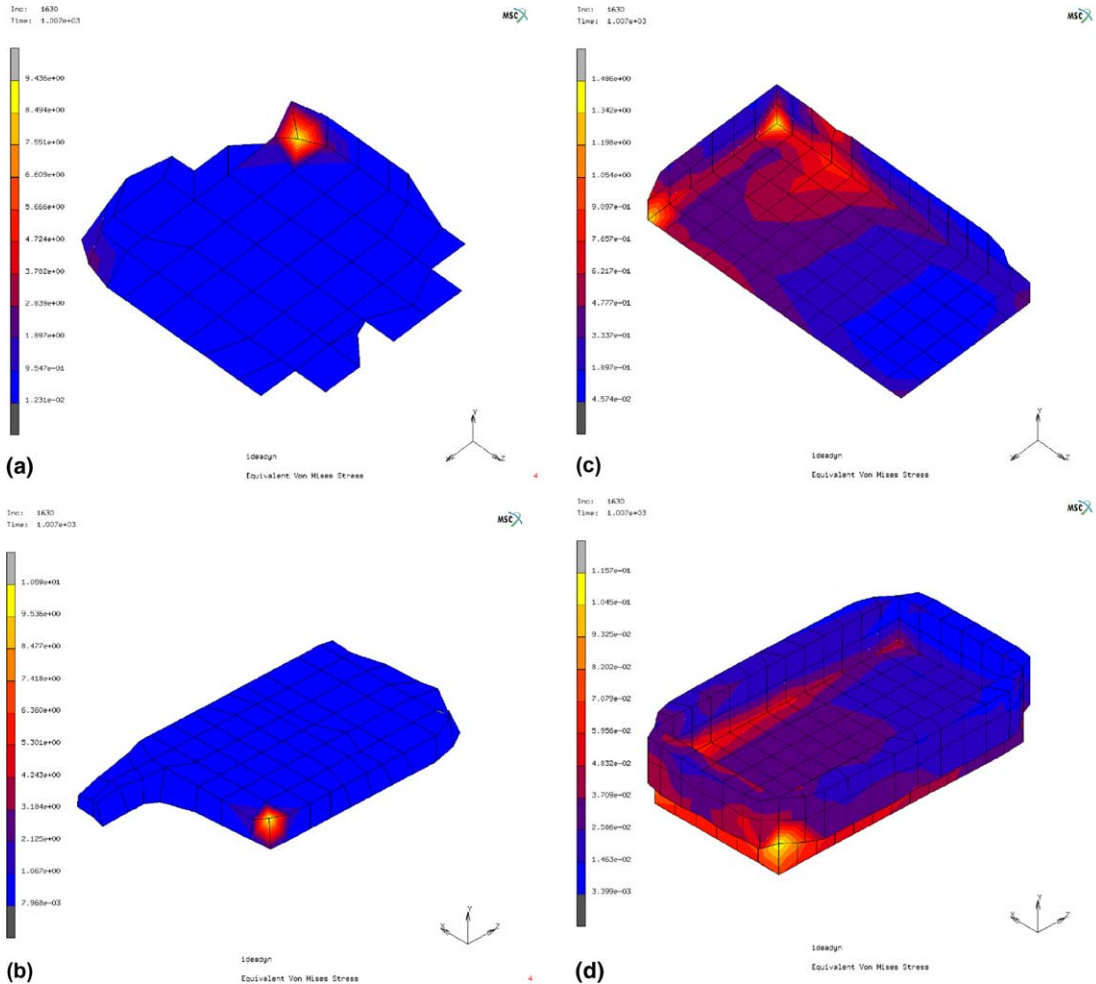 Inc: 1630
Time: 1.007e+03
MSC
9.436e+00
8.494e+00
7.551e+00
6.609e+00
5.666e+00
4.724e+00
3.782e+00
2.839e+00
1.897e+00
9.547e-01
1.231e-02
Y
X Z
ideadyn
Equivalent Von Mises Stress
4
(a)
Inc: 1630
Time: 1.007e+03
MSC
1.486e+00
1.342e+00
1.198e+00
1.054e+00
9.097e-01
7.657e-01
6.217e-01
4.777e-01
3.337e-01
1.897e-01
4.574e-02
Y
X Z
ideadyn
Equivalent Von Mises Stress
(c)
Inc: 1630
Time: 1.007e+03
MSC
1.059e+01
9.536e+00
8.477e+00
7.418e+00
6.360e+00
5.301e+00
4.243e+00
3.184e+00
2.125e+00
1.067e+00
7.968e-03
Y
X Z
ideadyn
Equivalent Von Mises Stress
4
(b)
Inc: 1630
Time: 1.007e+03
MSC
1.157e-01
1.045e-01
9.325e-02
8.202e-02
7.079e-02
5.956e-02
4.832e-02
3.709e-02
2.586e-02
1.463e-02
3.399e-03
Y
X Z
ideadyn
Equivalent Von Mises Stress
(d)